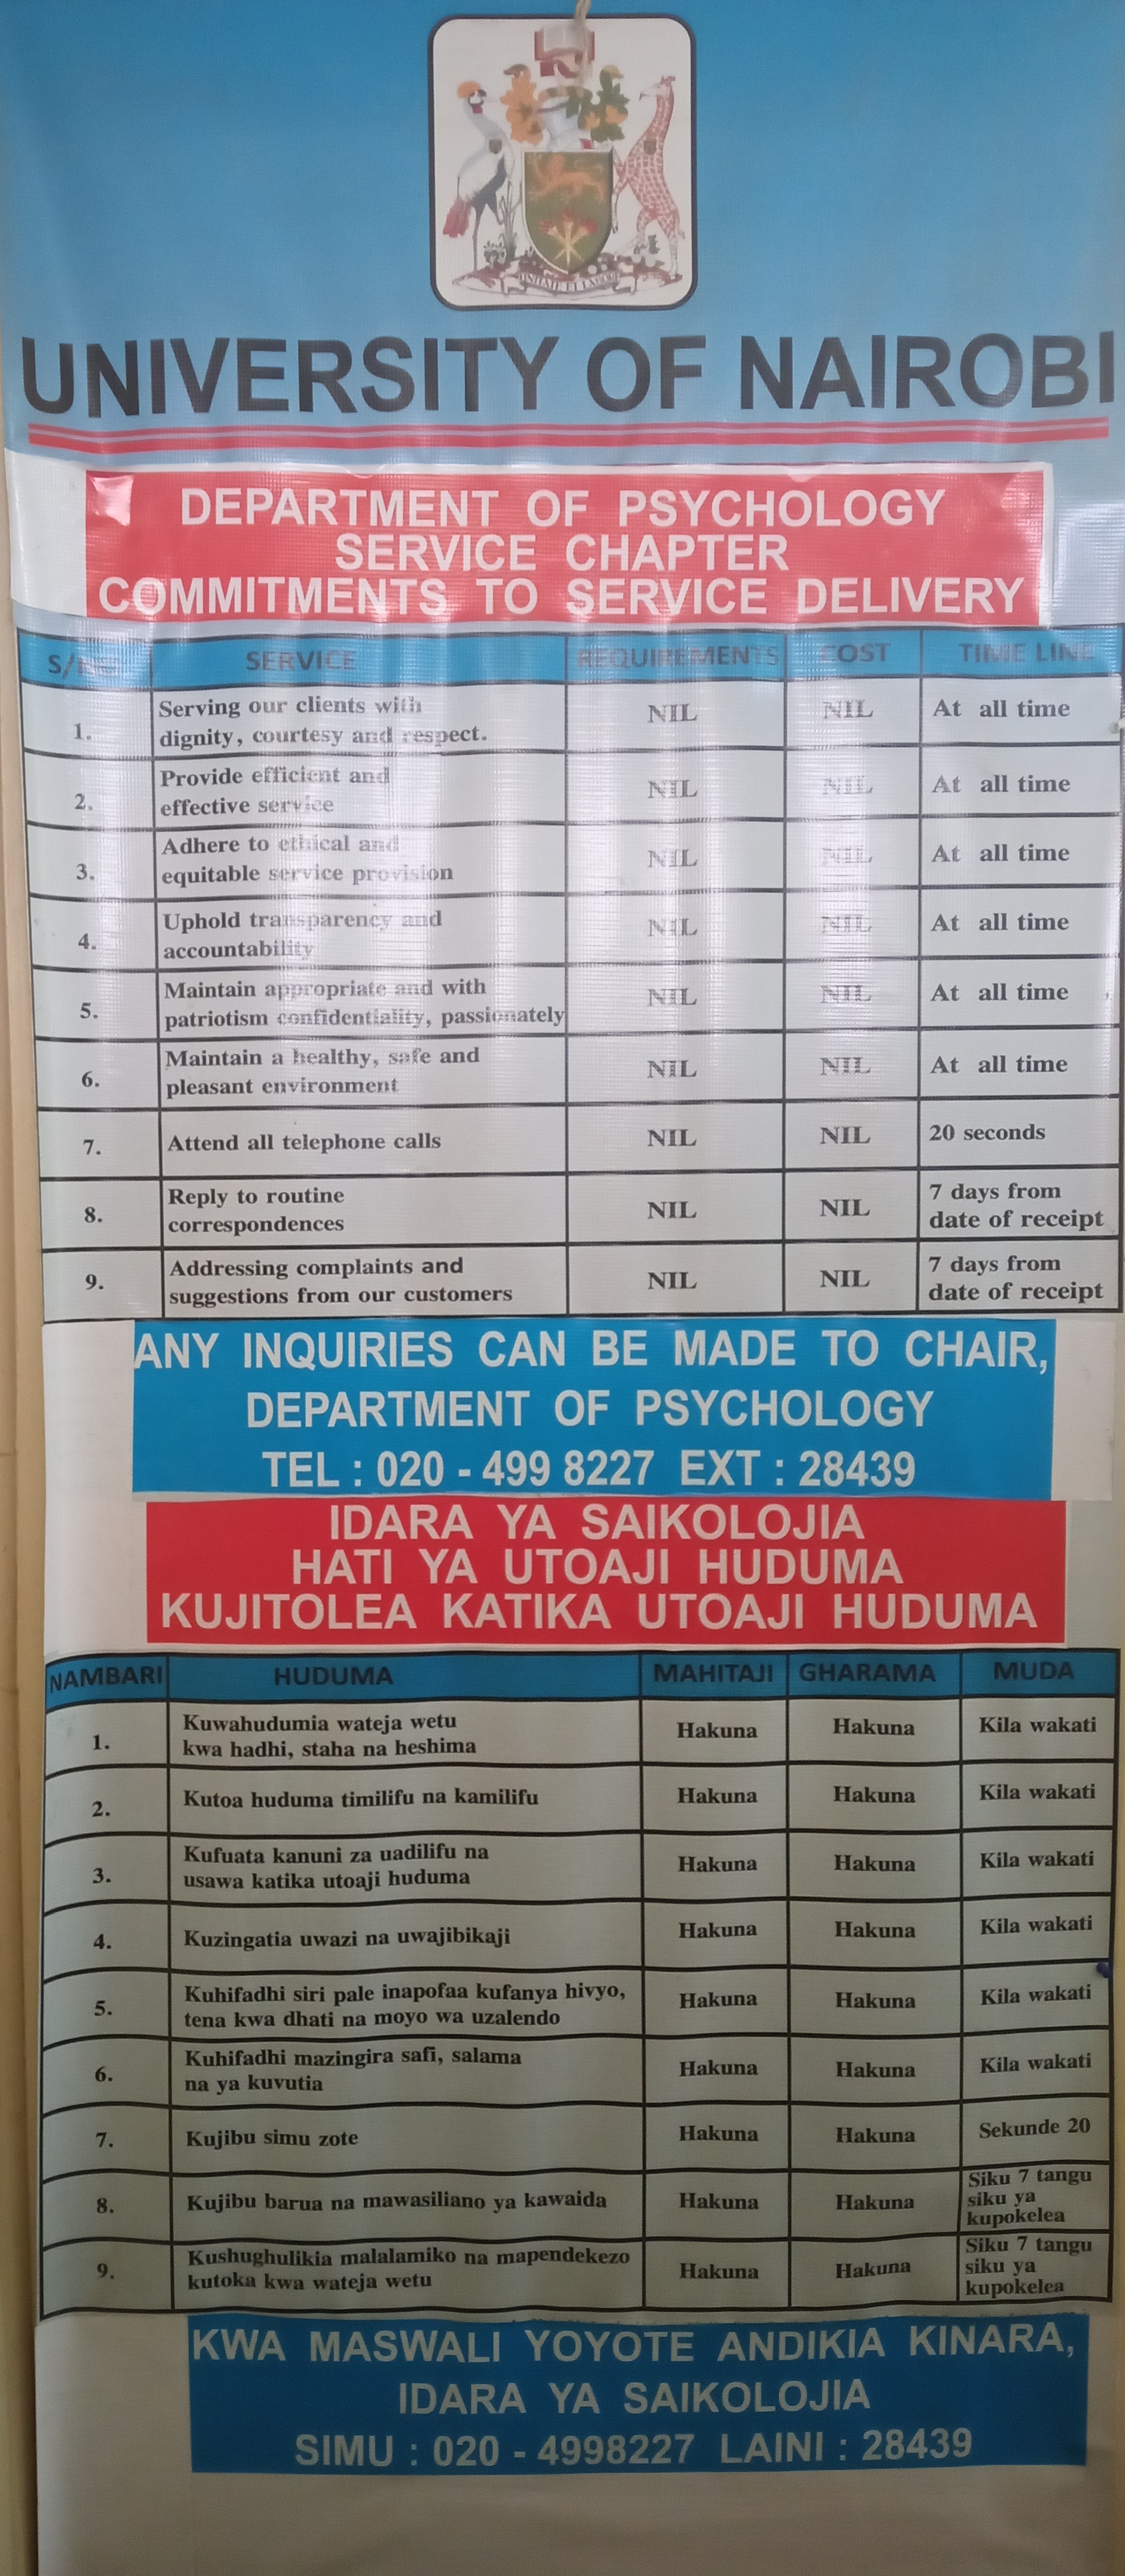 UNITATE ET LABORE
UNIVERSITY OF NAIROBI
DEPARTMENT OF PSYCHOLOGY
SERVICE CHAPTER
COMMITMENTS TO SERVICE DELIVERY
S/No SERVICE REQUIREMENTS COST TIME LINE
1. Serving our clients with
dignity, courtesy and respect. NIL NIL At all time
2. Provide efficient and
effective service NIL NIL At all time
3. Adhere to ethical and
equitable service provision NIL NIL At all time
4. Uphold transparency and
accountability NIL NIL At all time
5. Maintain appropriate and with
patriotism confidentiality, passionately NIL NIL At all time
6. Maintain a healthy, safe and
pleasant environment NIL NIL At all time
7. Attend all telephone calls NIL NIL 20 seconds
8. Reply to routine
correspondences NIL NIL 7 days from
date of receipt
9. Addressing complaints and
suggestions from our customers NIL NIL 7 days from
date of receipt
ANY INQUIRIES CAN BE MADE TO CHAIR,
DEPARTMENT OF PSYCHOLOGY
TEL : 020 - 499 8227 EXT : 28439
IDARA YA SAIKOLOJIA
HATI YA UTOAJI HUDUMA
KUJITOLEA KATIKA UTOAJI HUDUMA
NAMBARI HUDUMA MAHITAJI GHARAMA MUDA
1. Kuwahudumia wateja wetu
kwa hadhi, staha na heshima Hakuna Hakuna Kila wakati
2. Kutoa huduma timilifu na kamilifu Hakuna Hakuna Kila wakati
3. Kufuata kanuni za uadilifu na
usawa katika utoaji huduma Hakuna Hakuna Kila wakati
4. Kuzingatia uwazi na uwajibikaji Hakuna Hakuna Kila wakati
5. Kuhifadhi siri pale inapofaa kufanya hivyo,
tena kwa dhati na moyo wa uzalendo Hakuna Hakuna Kila wakati
6. Kuhifadhi mazingira safi, salama
na ya kuvutia Hakuna Hakuna Kila wakati
7. Kujibu simu zote Hakuna Hakuna Sekunde 20
8. Kujibu barua na mawasiliano ya kawaida Hakuna Hakuna Siku 7 tangu
siku ya
kupokelea
9. Kushughulikia malalamiko na mapendekezo
kutoka kwa wateja wetu Hakuna Hakuna Siku 7 tangu
siku ya
kupokelea
KWA MASWALI YOYOTE ANDIKIA KINARA,
IDARA YA SAIKOLOJIA
SIMU : 020 - 4998227 LAINI : 28439